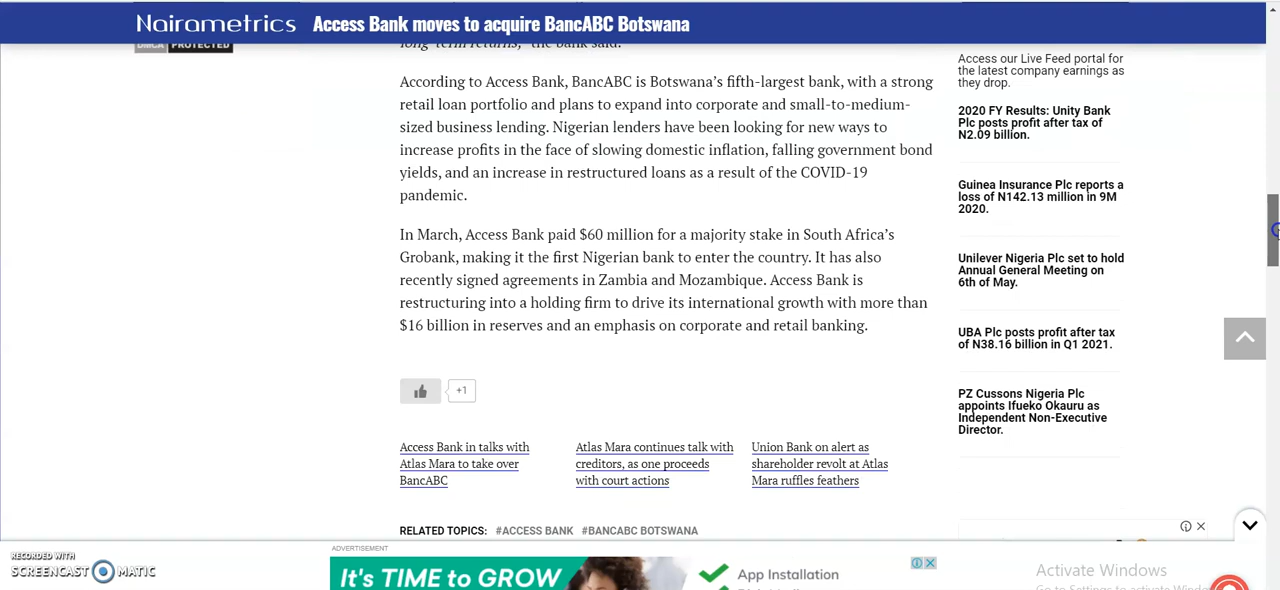 Nairametrics
Access Bank moves to acquire BancABC Botswana
DMCA PROTECTED
long-term returns," the bank said.
According to Access Bank, BancABC is Botswana's fifth-largest bank, with a strong
retail loan portfolio and plans to expand into corporate and small-to-medium-
sized business lending. Nigerian lenders have been looking for new ways to
increase profits in the face of slowing domestic inflation, falling government bond
yields, and an increase in restructured loans as a result of the COVID-19
pandemic.
In March, Access Bank paid $60 million for a majority stake in South Africa's
Grobank, making it the first Nigerian bank to enter the country. It has also
recently signed agreements in Zambia and Mozambique. Access Bank is
restructuring into a holding firm to drive its international growth with more than
$16 billion in reserves and an emphasis on corporate and retail banking.
+1
Access Bank in talks with
Atlas Mara to take over
BancABC
Atlas Mara continues talk with
creditors, as one proceeds
with court actions
Union Bank on alert as
shareholder revolt at Atlas
Mara ruffles feathers
RELATED TOPICS: #ACCESS BANK #BANCABC BOTSWANA
Access our Live Feed portal for
the latest company earnings as
they drop.
2020 FY Results: Unity Bank
Plc posts profit after tax of
N2.09 billion.
Guinea Insurance Plc reports a
loss of N142.13 million in 9M
2020.
Unilever Nigeria Plc set to hold
Annual General Meeting on
6th of May.
UBA Plc posts profit after tax
of N38.16 billion in Q1 2021.
PZ Cussons Nigeria Plc
appoints Ifueko Okauru as
Independent Non-Executive
Director.
ADVERTISEMENT
It's TIME to GROW
App Installation
RECORDED WITH
SCREENCAST MATIC
Activate Windows
Go to Settings to activate